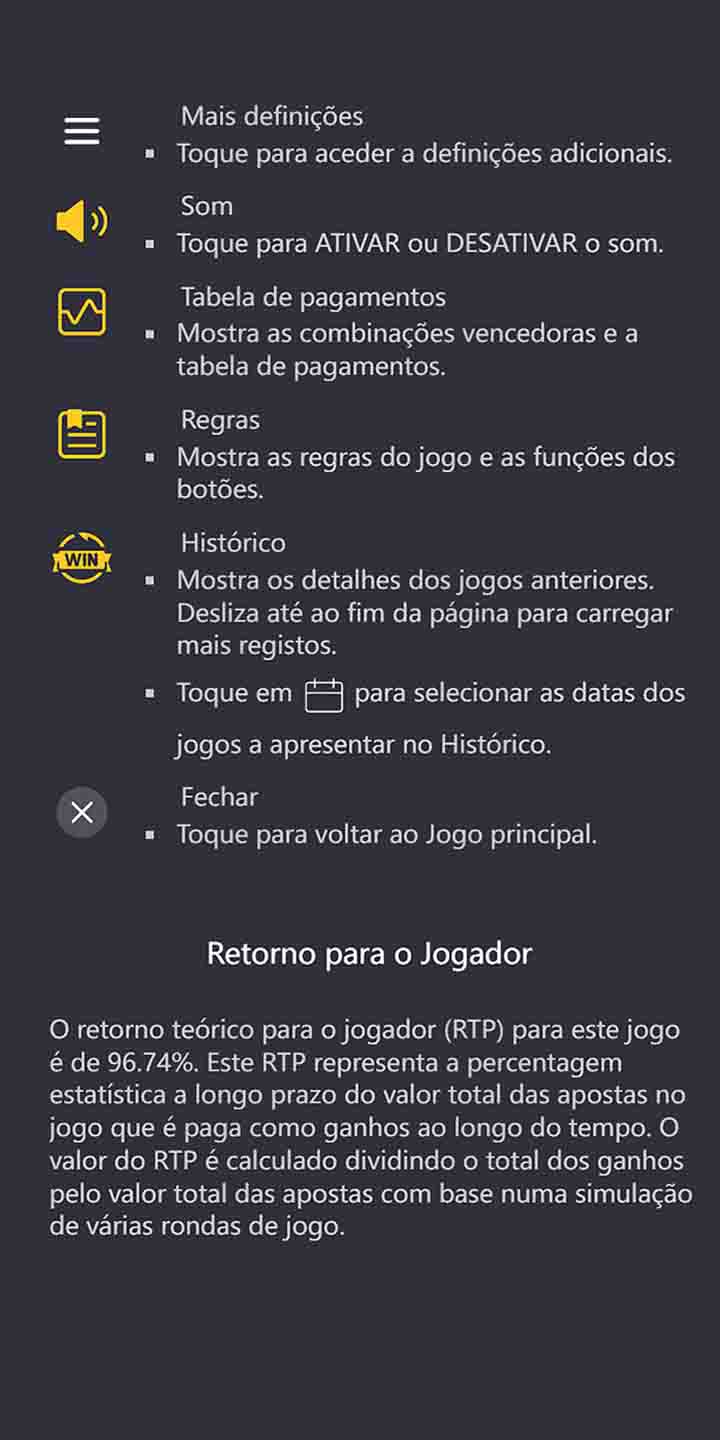 Mais definições
▪ Toque para aceder a definições adicionais.
Som
▪ Toque para ATIVAR ou DESATIVAR o som.
Tabela de pagamentos
▪ Mostra as combinações vencedoras e a
tabela de pagamentos.
Regras
▪ Mostra as regras do jogo e as funções dos
botões.
WIN
Histórico
▪ Mostra os detalhes dos jogos anteriores.
Desliza até ao fim da página para carregar
mais registos.
▪ Toque em para selecionar as datas dos
jogos a apresentar no Histórico.
Fechar
▪ Toque para voltar ao Jogo principal.
Retorno para o Jogador
O retorno teórico para o jogador (RTP) para este jogo
é de 96.74%. Este RTP representa a percentagem
estatística a longo prazo do valor total das apostas no
jogo que é paga como ganhos ao longo do tempo. O
valor do RTP é calculado dividindo o total dos ganhos
pelo valor total das apostas com base numa simulação
de várias rondas de jogo.